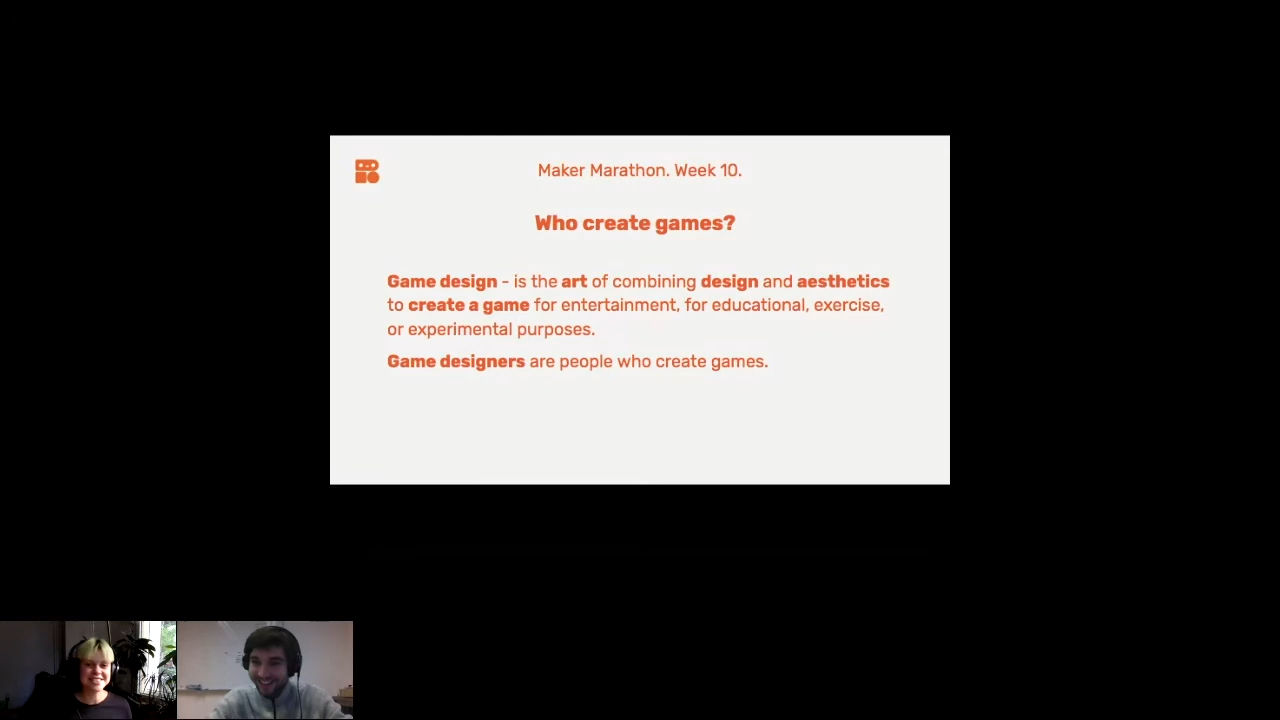 Maker Marathon. Week 10.
Who create games?
Game design - is the art of combining design and aesthetics
to create a game for entertainment, for educational, exercise,
or experimental purposes.
Game designers are people who create games.